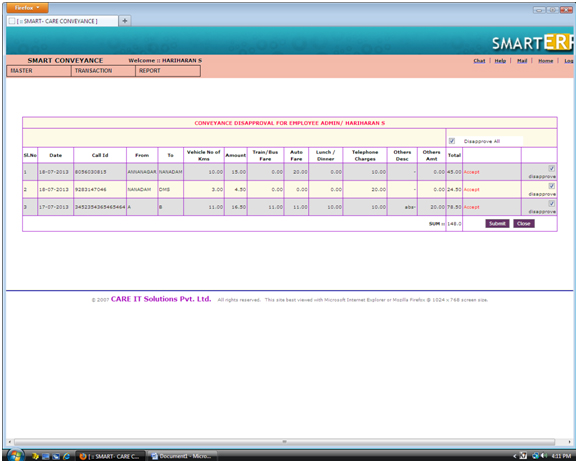 Firefox
[ :: SMART- CARE CONVEYANCE ]
SMARTERP
SMART CONVEYANCE Welcome :: HARIHARAN S Chat | Help | Mail | Home | Log
MASTER TRANSACTION REPORT
CONVEYANCE DISAPPROVAL FOR EMPLOYEE ADMIN/ HARIHARAN S
Disapprove All
Sl.No Date Call Id From To Vehicle No of Kms Amount Train/Bus Fare Auto Fare Lunch / Dinner Telephone Charges Others Desc Others Amt Total
1 18-07-2013 8056030815 ANNANAGAR NANADAM 10.00 15.00 0.00 20.00 0.00 10.00 - 0.00 45.00 Accept disapprove
2 18-07-2013 9283147046 NANADAM DMS 3.00 4.50 0.00 0.00 0.00 20.00 - 0.00 24.50 Accept disapprove
3 17-07-2013 3452354365465464 A B 11.00 16.50 11.00 11.00 10.00 10.00 abs- 20.00 78.50 Accept disapprove
SUM :: 148.0 Submit Close
© 2007 CARE IT Solutions Pvt. Ltd. All rights reserved. This site best viewed with Microsoft Internet Explorer or Mozilla Firefox @ 1024 x 768 screen size.
[ :: SMART- CARE C... Document1 - Micro... 4:11 PM